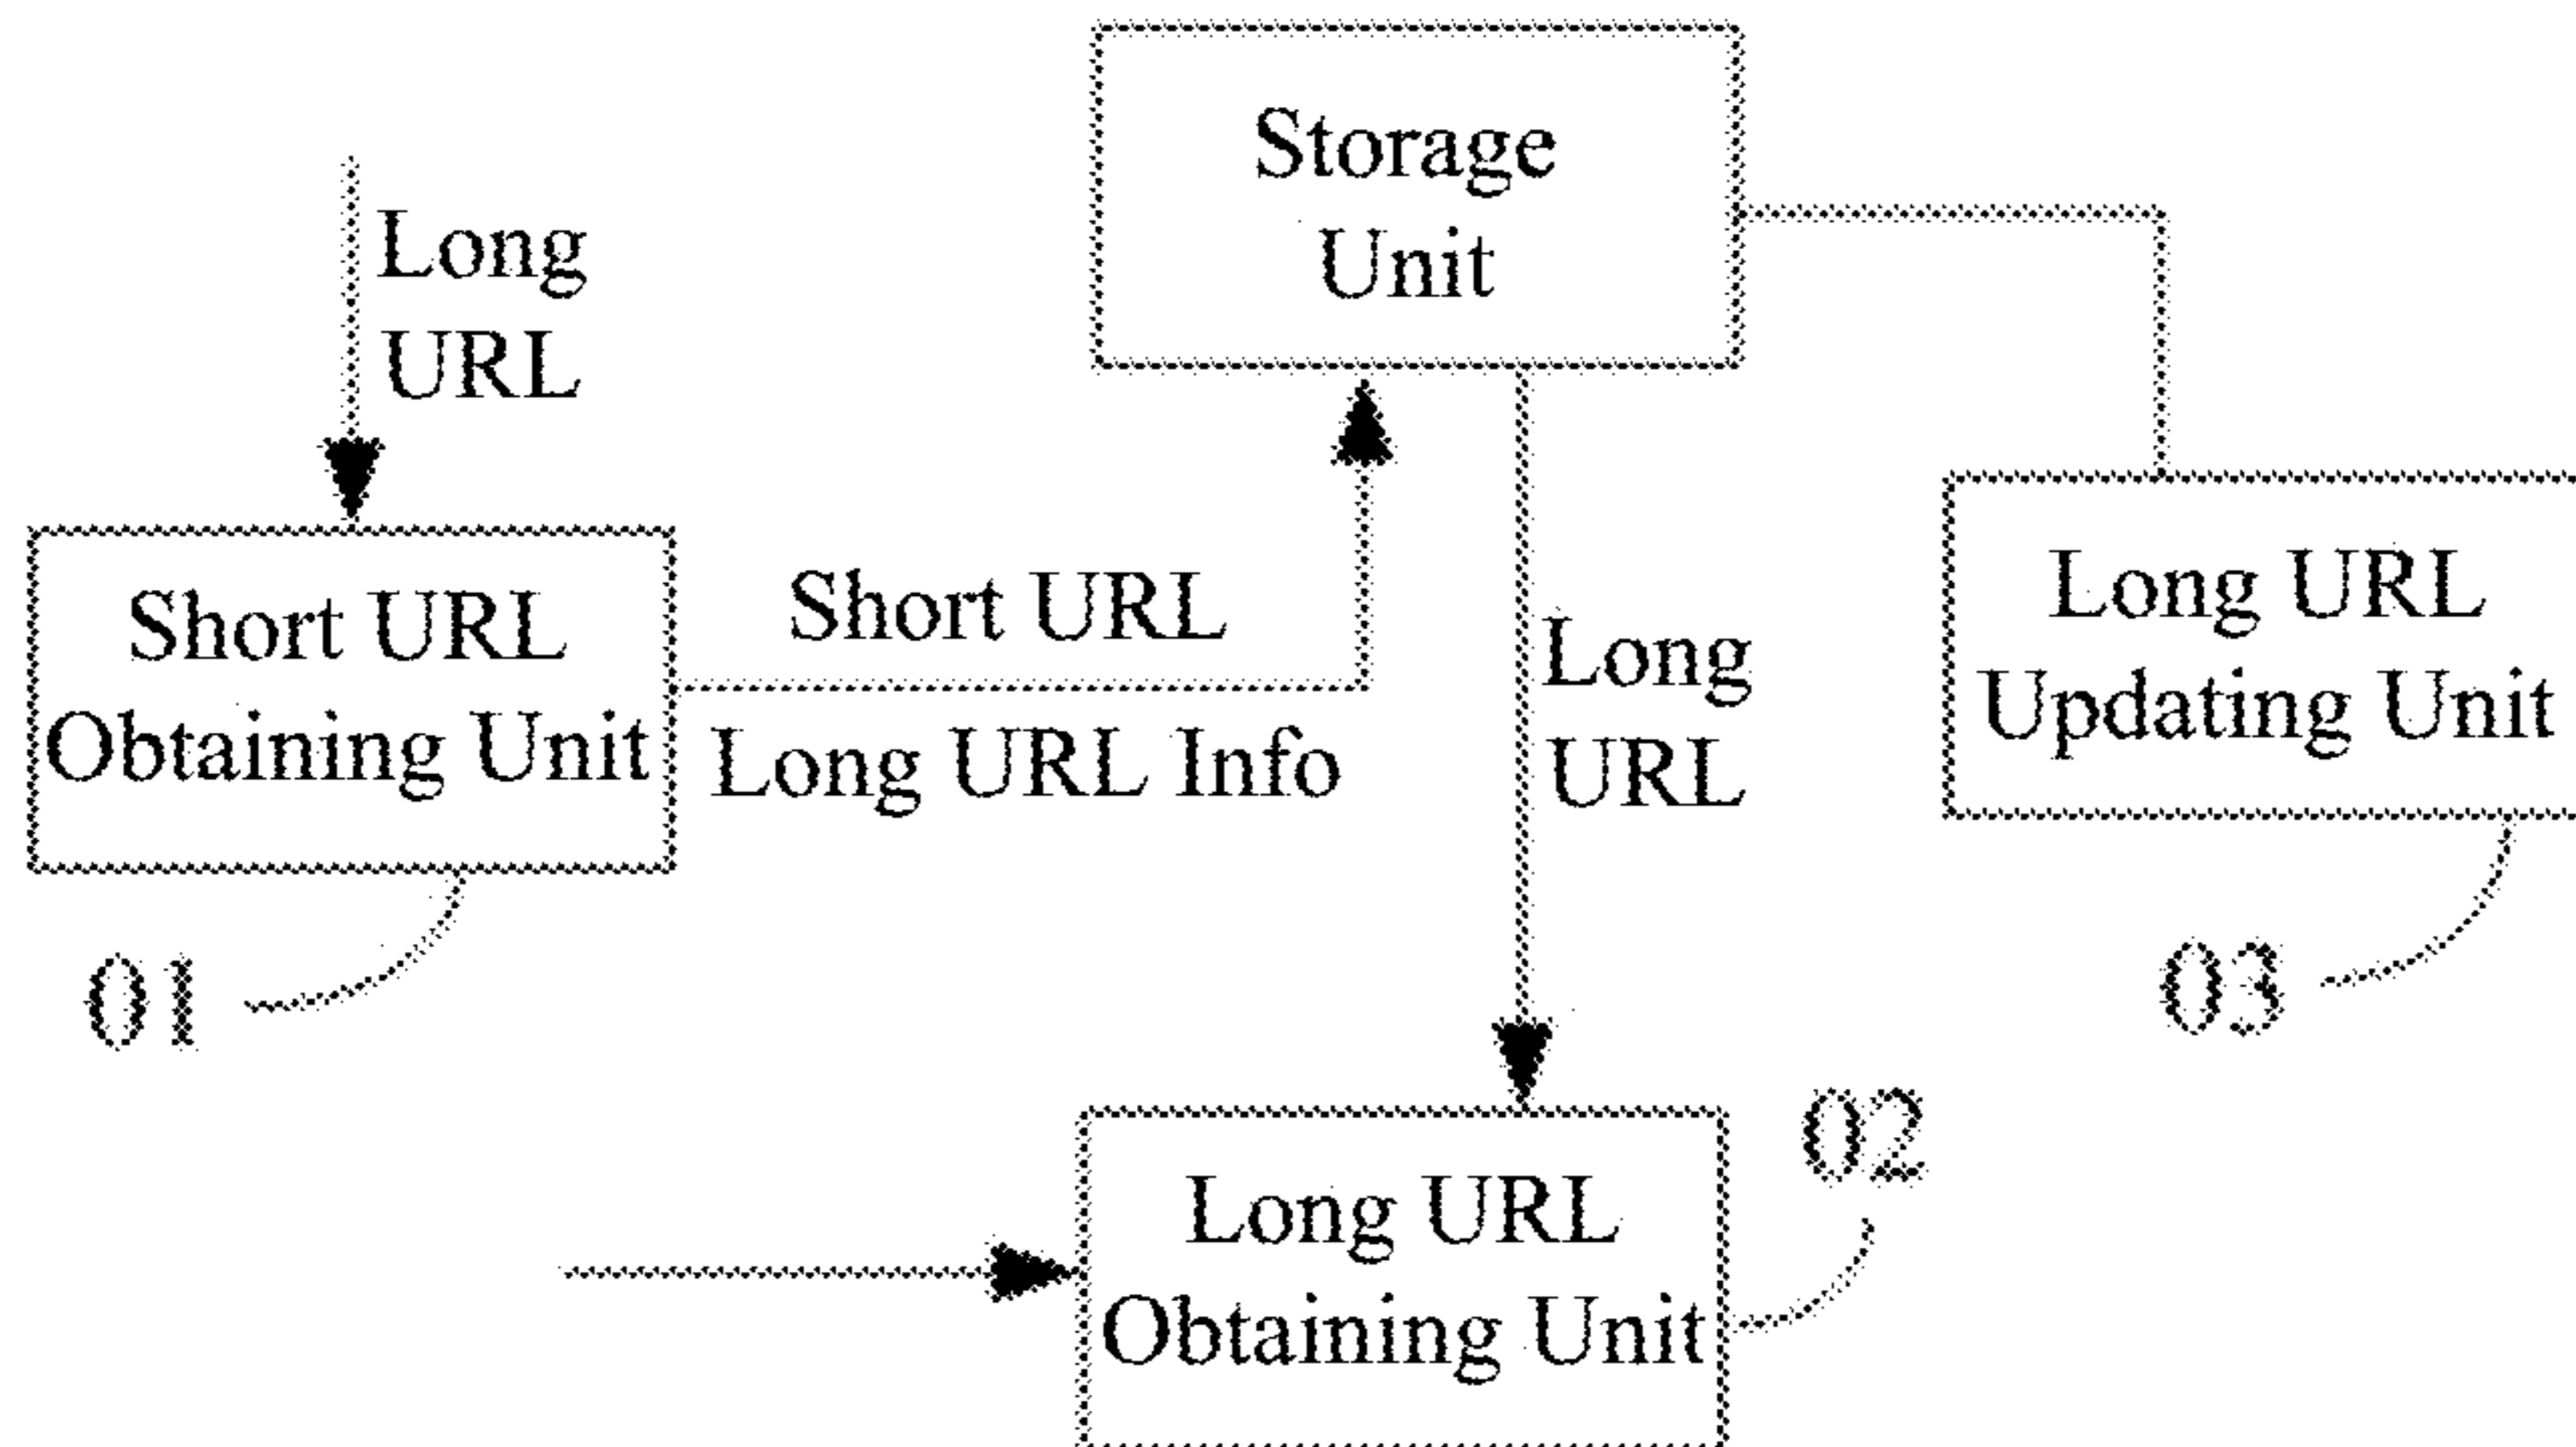 Storage
Unit
Long
URL
Short URL
Obtaining Unit
Short URL
Long URL Info
Long
URL
Long URL
Updating Unit
01
03
02
Long URL
Obtaining Unit